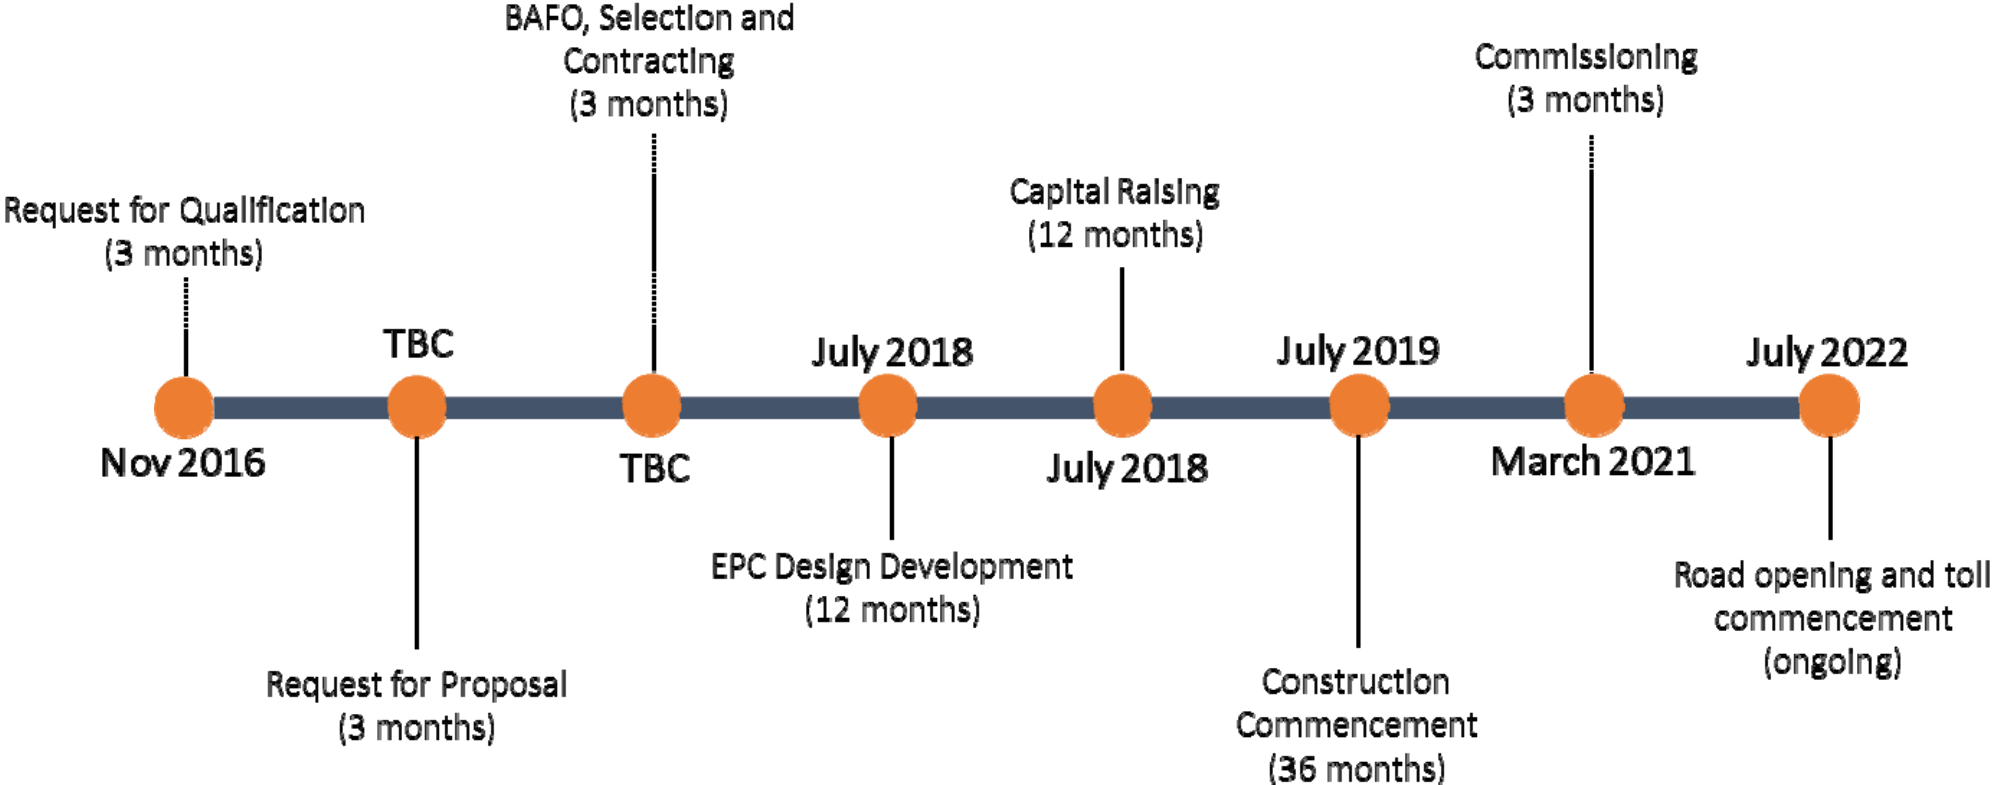 BAFO, Selection and
Contracting
(3 months)
Commissioning
(3 months)
Capital Raising
(12 months)
Request for Qualification
(3 months)
TBC
July 2018
July 2019
July 2022
Nov 2016
TBC
July 2018
March 2021
EPC Design Development
(12 months)
Road opening and toll
commencement
(ongoing)
Request for Proposal
(3 months)
Construction
Commencement
(36 months)